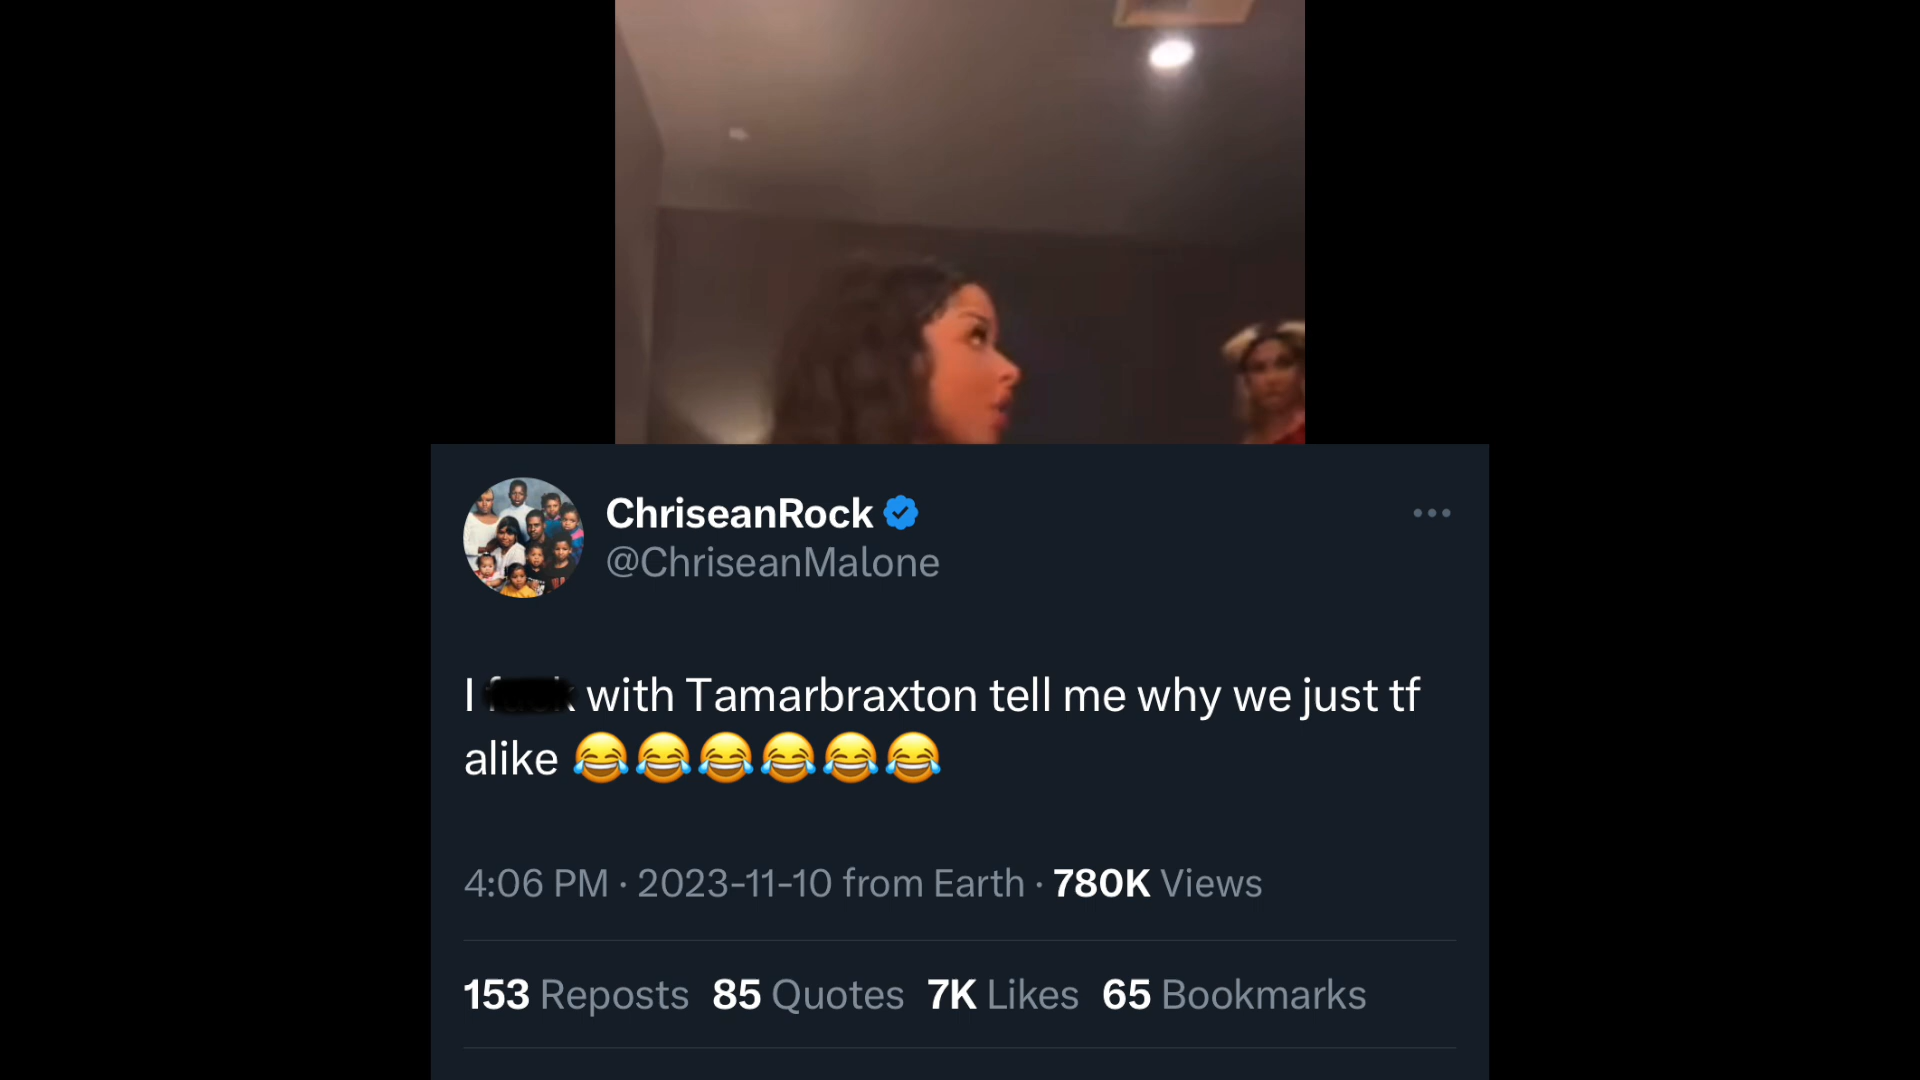 ChriseanRock
@ChriseanMalone
I with Tamarbraxton tell me why we just tf
alike 😂😂😂😂😂😂
4:06 PM · 2023-11-10 from Earth · 780K Views
153 Reposts 85 Quotes 7K Likes 65 Bookmarks